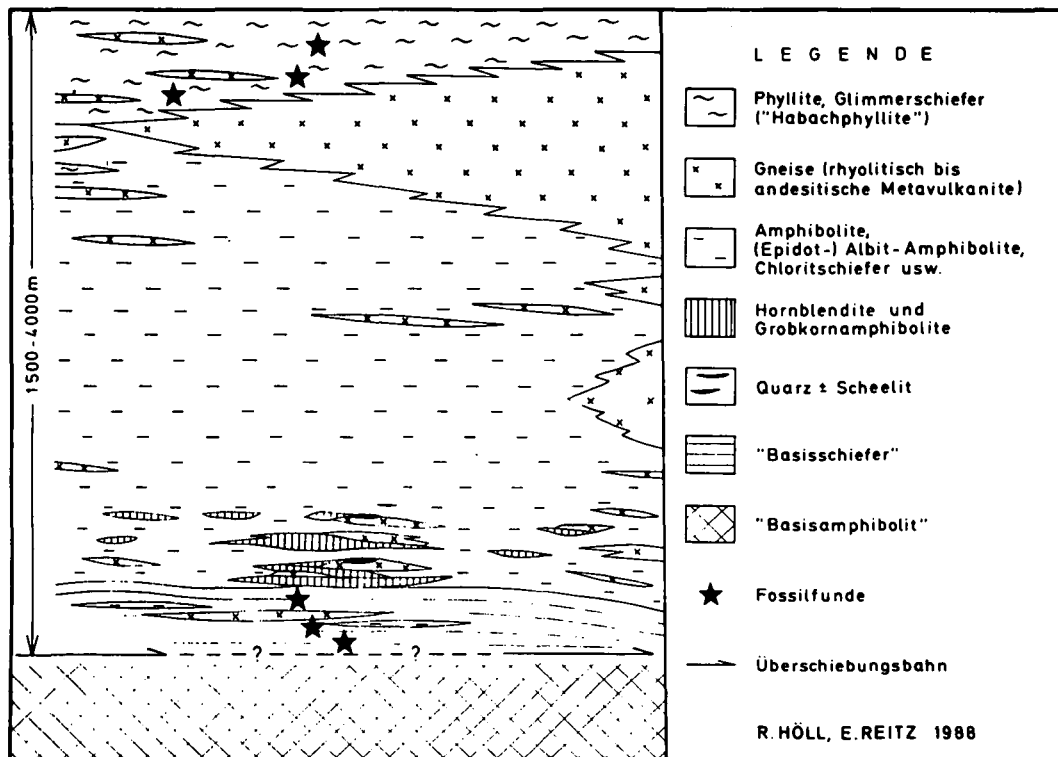 1500-4000m
? ?
LEGENDE
Phyllite, Glimmerschiefer
("Habachphyllite")
Gneise (rhyolitisch bis
andesitische Metavulkanite)
Amphibolite,
(Epidot-) Albit-Amphibolite,
Chloritschiefer usw.
Hornblendite und
Grobkornamphibolite
Quarz ± Scheelit
"Basisschiefer"
"Basisamphibolit"
Fossilfunde
Überschiebungsbahn
R. HÖLL, E. REITZ 1988